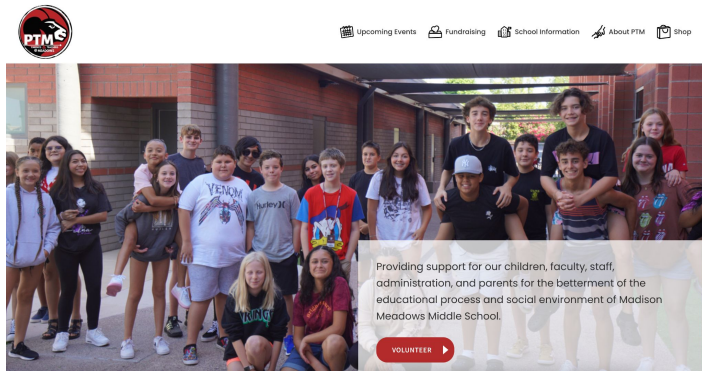 PTM
@ MEADOWS
Upcoming Events
Fundraising
School Information
About PTM
Shop
VENOM
Hurley
Providing support for our children, faculty, staff,
administration, and parents for the betterment of the
educational process and social environment of Madison
Meadows Middle School.
VOLUNTEER